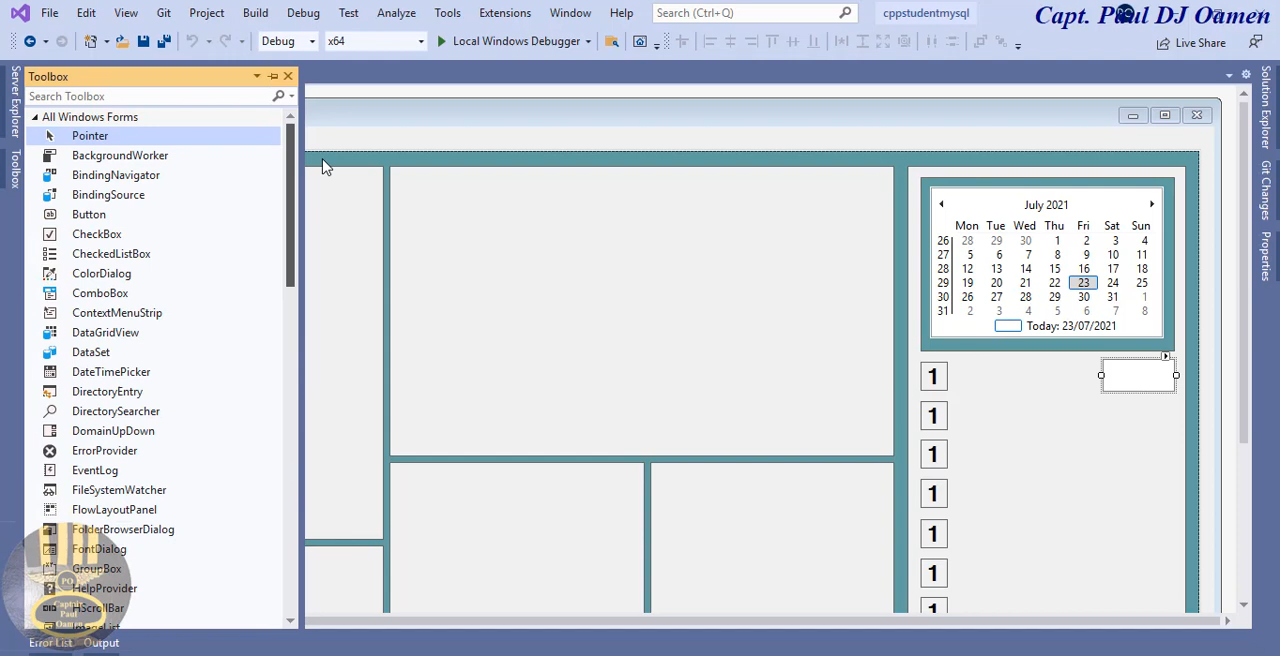 File Edit View Git Project Build Debug Test Analyze Tools Extensions Window Help Search (Ctrl+Q) cppstudentmysql
Capt. Paul DJ Oamen
Debug x64 Local Windows Debugger Live Share
Toolbox
Search Toolbox
All Windows Forms
Pointer
BackgroundWorker
BindingNavigator
BindingSource
Button
CheckBox
CheckedListBox
ColorDialog
ComboBox
ContextMenuStrip
DataGridView
DataSet
DateTimePicker
DirectoryEntry
DirectorySearcher
DomainUpDown
ErrorProvider
EventLog
FileSystemWatcher
FlowLayoutPanel
FolderBrowserDialog
FontDialog
GroupBox
HelpProvider
HScrollBar
ImageList
PO
Captain
Paul
Oamen
Error List Output
Server Explorer
Toolbox
July 2021
Mon Tue Wed Thu Fri Sat Sun
26 28 29 30 1 2 3 4
27 5 6 7 8 9 10 11
28 12 13 14 15 16 17 18
29 19 20 21 22 23 24 25
30 26 27 28 29 30 31 1
31 2 3 4 5 6 7 8
Today: 23/07/2021
1
1
1
1
1
1
1
Solution Explorer
Git Changes
Properties